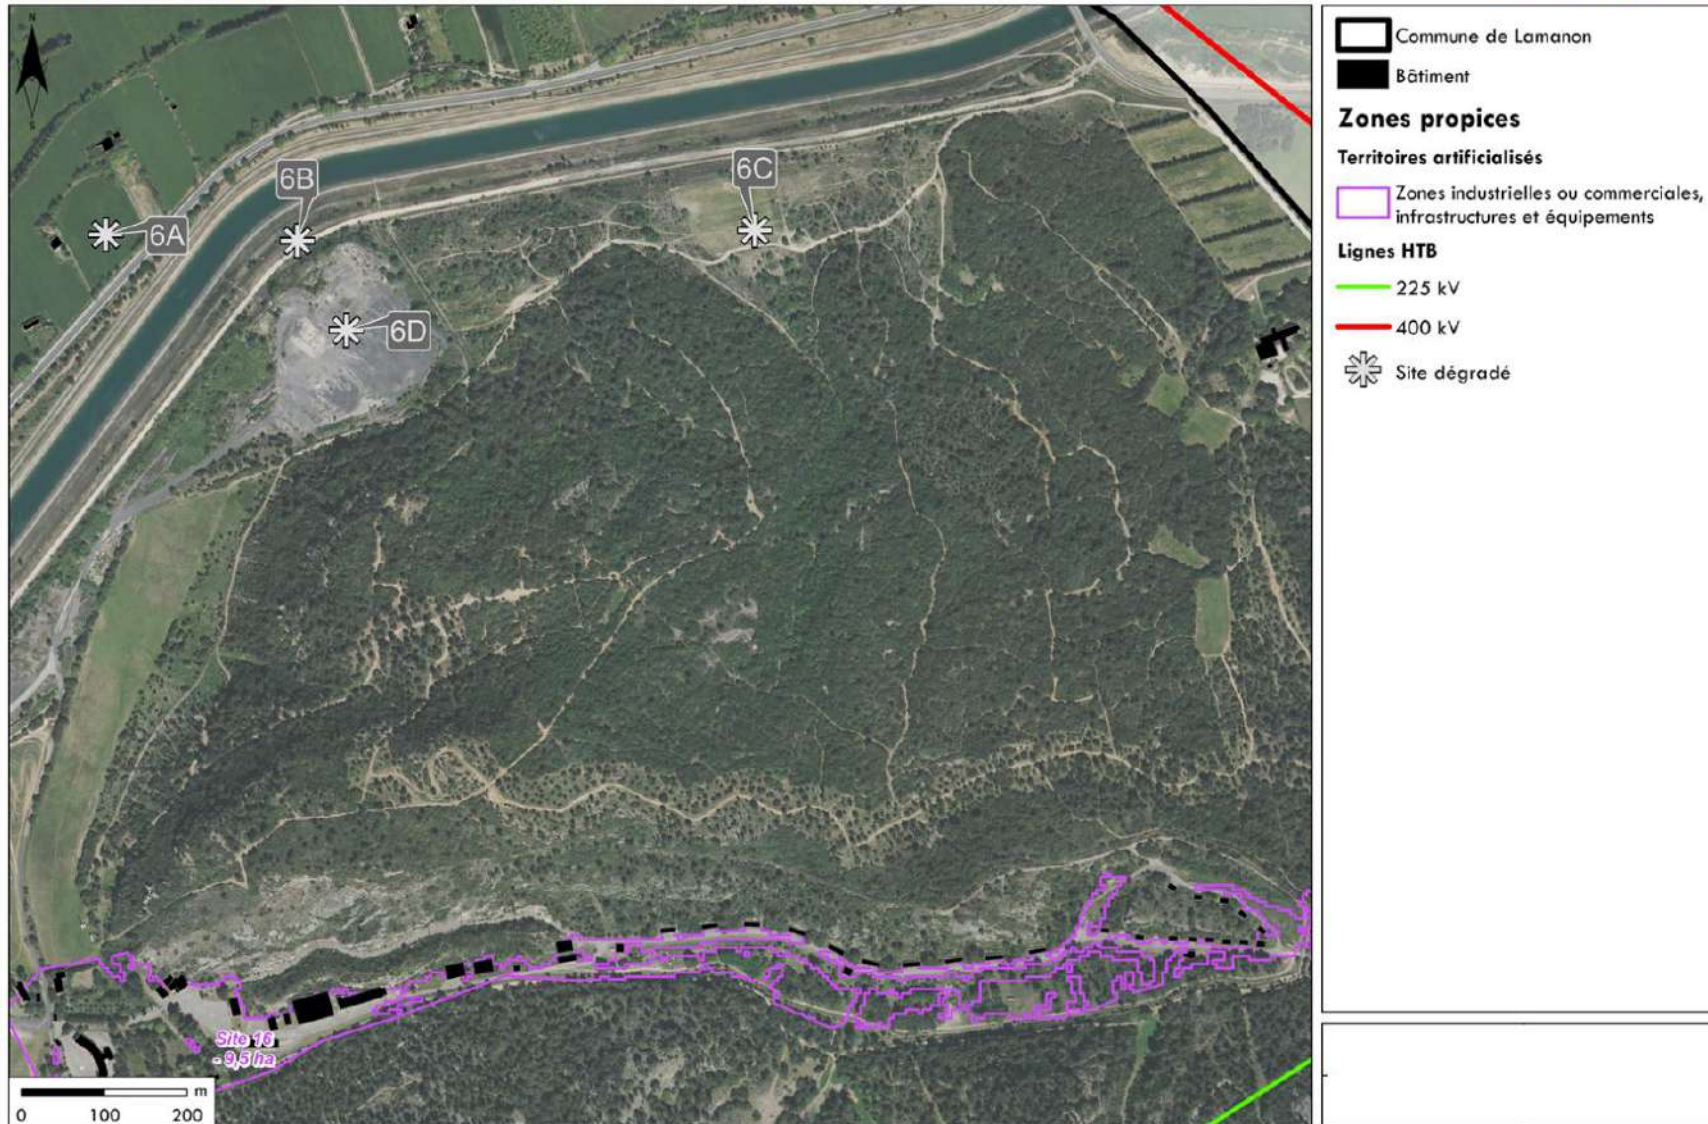 N
S
6A
6B
6C
6D
Site 16
- 9,5 ha
m
0 100 200
Commune de Lamanon
Bâtiment
Zones propices
Territoires artificialisés
Zones industrielles ou commerciales,
infrastructures et équipements
Lignes HTB
225 kV
400 kV
Site dégradé